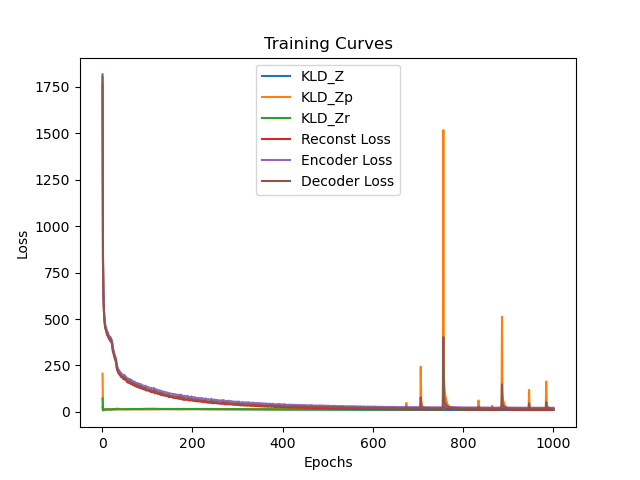 Training Curves
KLD_Z
KLD_Zp
KLD_Zr
Reconst Loss
Encoder Loss
Decoder Loss
1750
1500
1250
1000
750
500
250
0
Loss
0 200 400 600 800 1000
Epochs